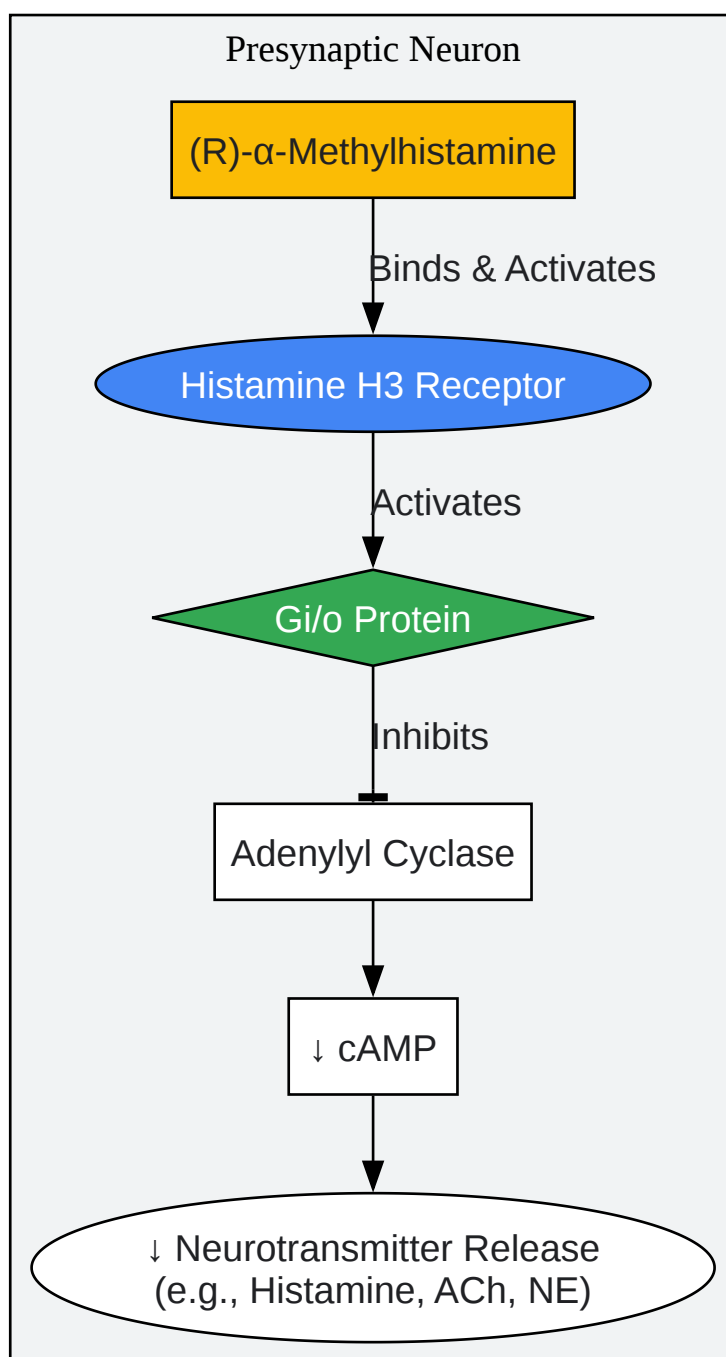 Presynaptic Neuron
(R)-α-Methylhistamine
Binds & Activates
Histamine H3 Receptor
Activates
Gi/o Protein
Inhibits
Adenylyl Cyclase
↓ cAMP
↓ Neurotransmitter Release
(e.g., Histamine, ACh, NE)